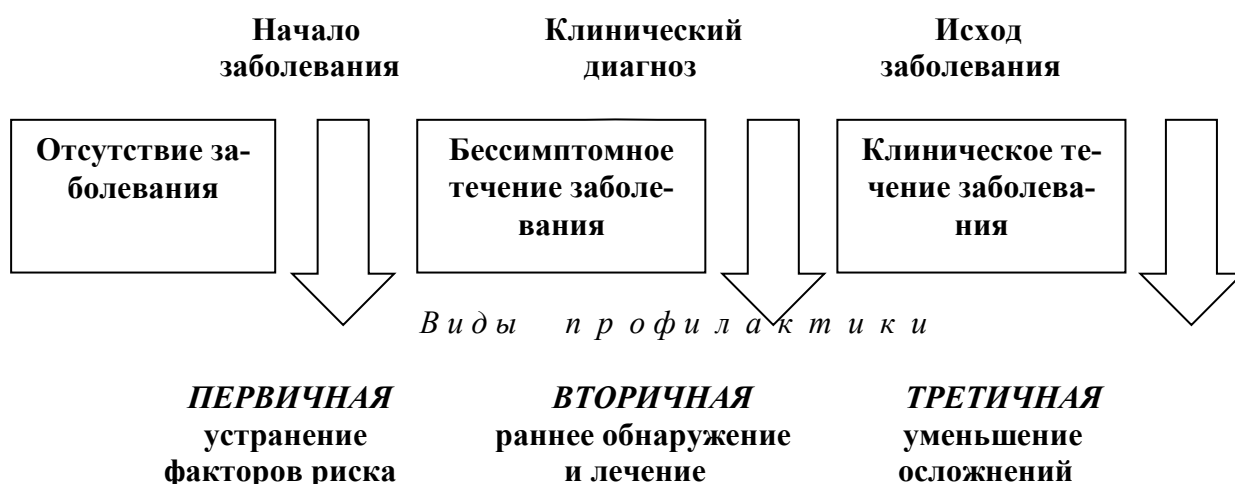 Начало
заболевания
Клинический
диагноз
Исход
заболевания
Отсутствие за-
болевания
Бессимптомное
течение заболе-
вания
Клиническое те-
чение заболева-
ния
Виды профилактики
ПЕРВИЧНАЯ
устранение
факторов риска
ВТОРИЧНАЯ
раннее обнаружение
и лечение
ТРЕТИЧНАЯ
уменьшение
осложнений